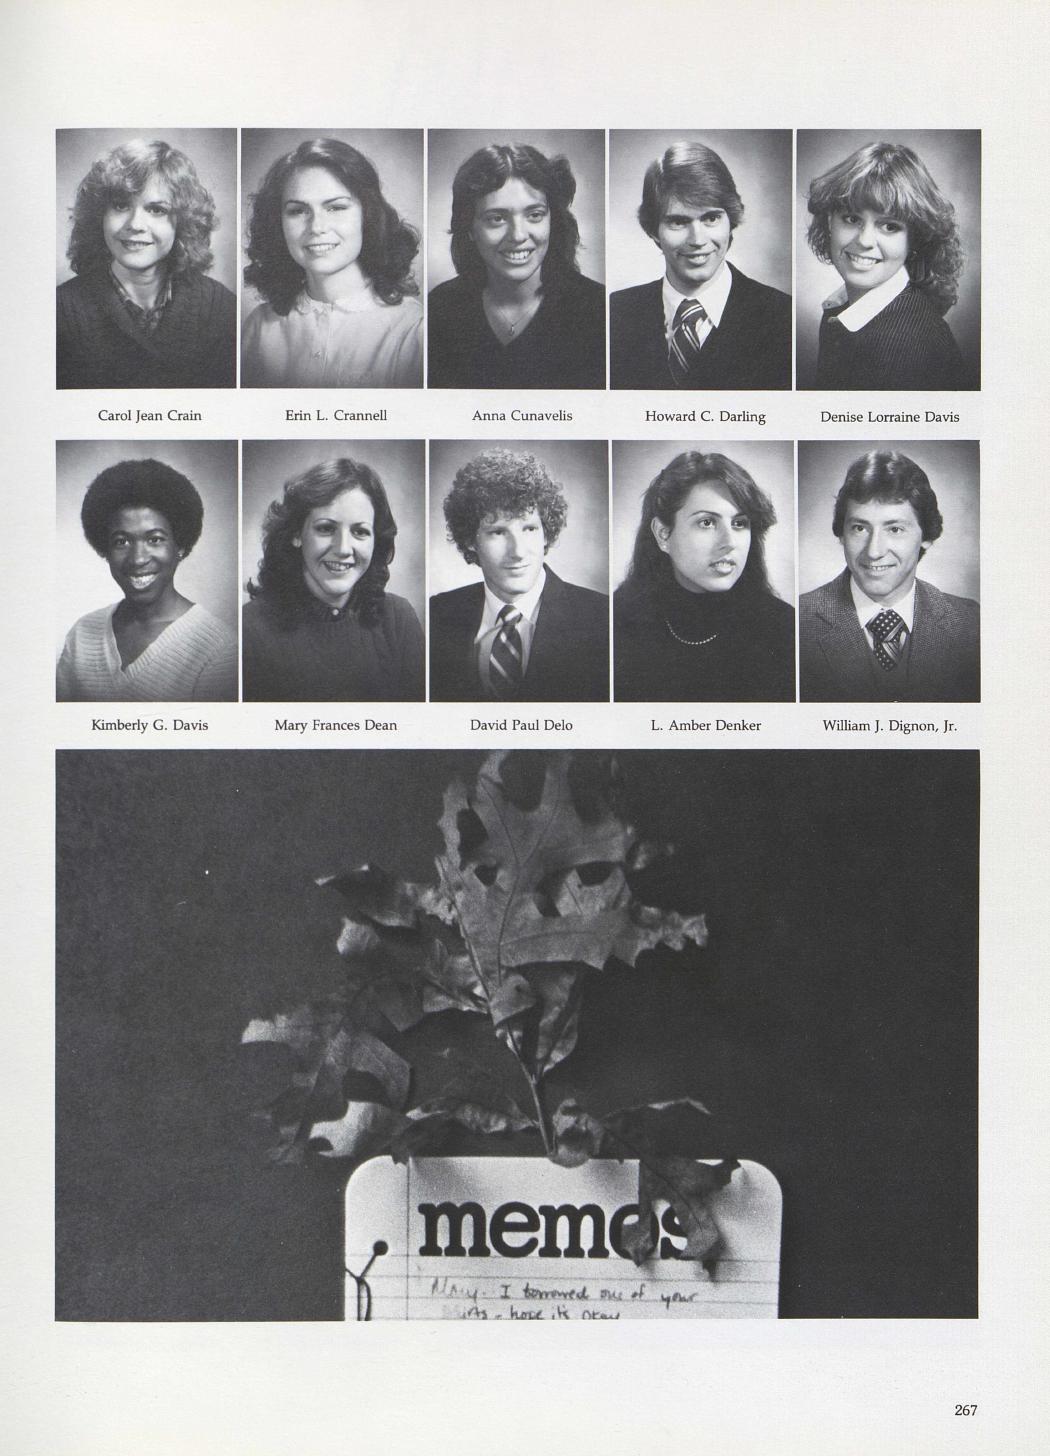 Carol Jean Crain
Erin L. Crannell
Anna Cunavelis
Howard C. Darling
Denise Lorraine Davis
Kimberly G. Davis
Mary Frances Dean
David Paul Delo
L. Amber Denker
William J. Dignon, Jr.
memos
Mary - I borrowed one of your
- hope it's okay
267